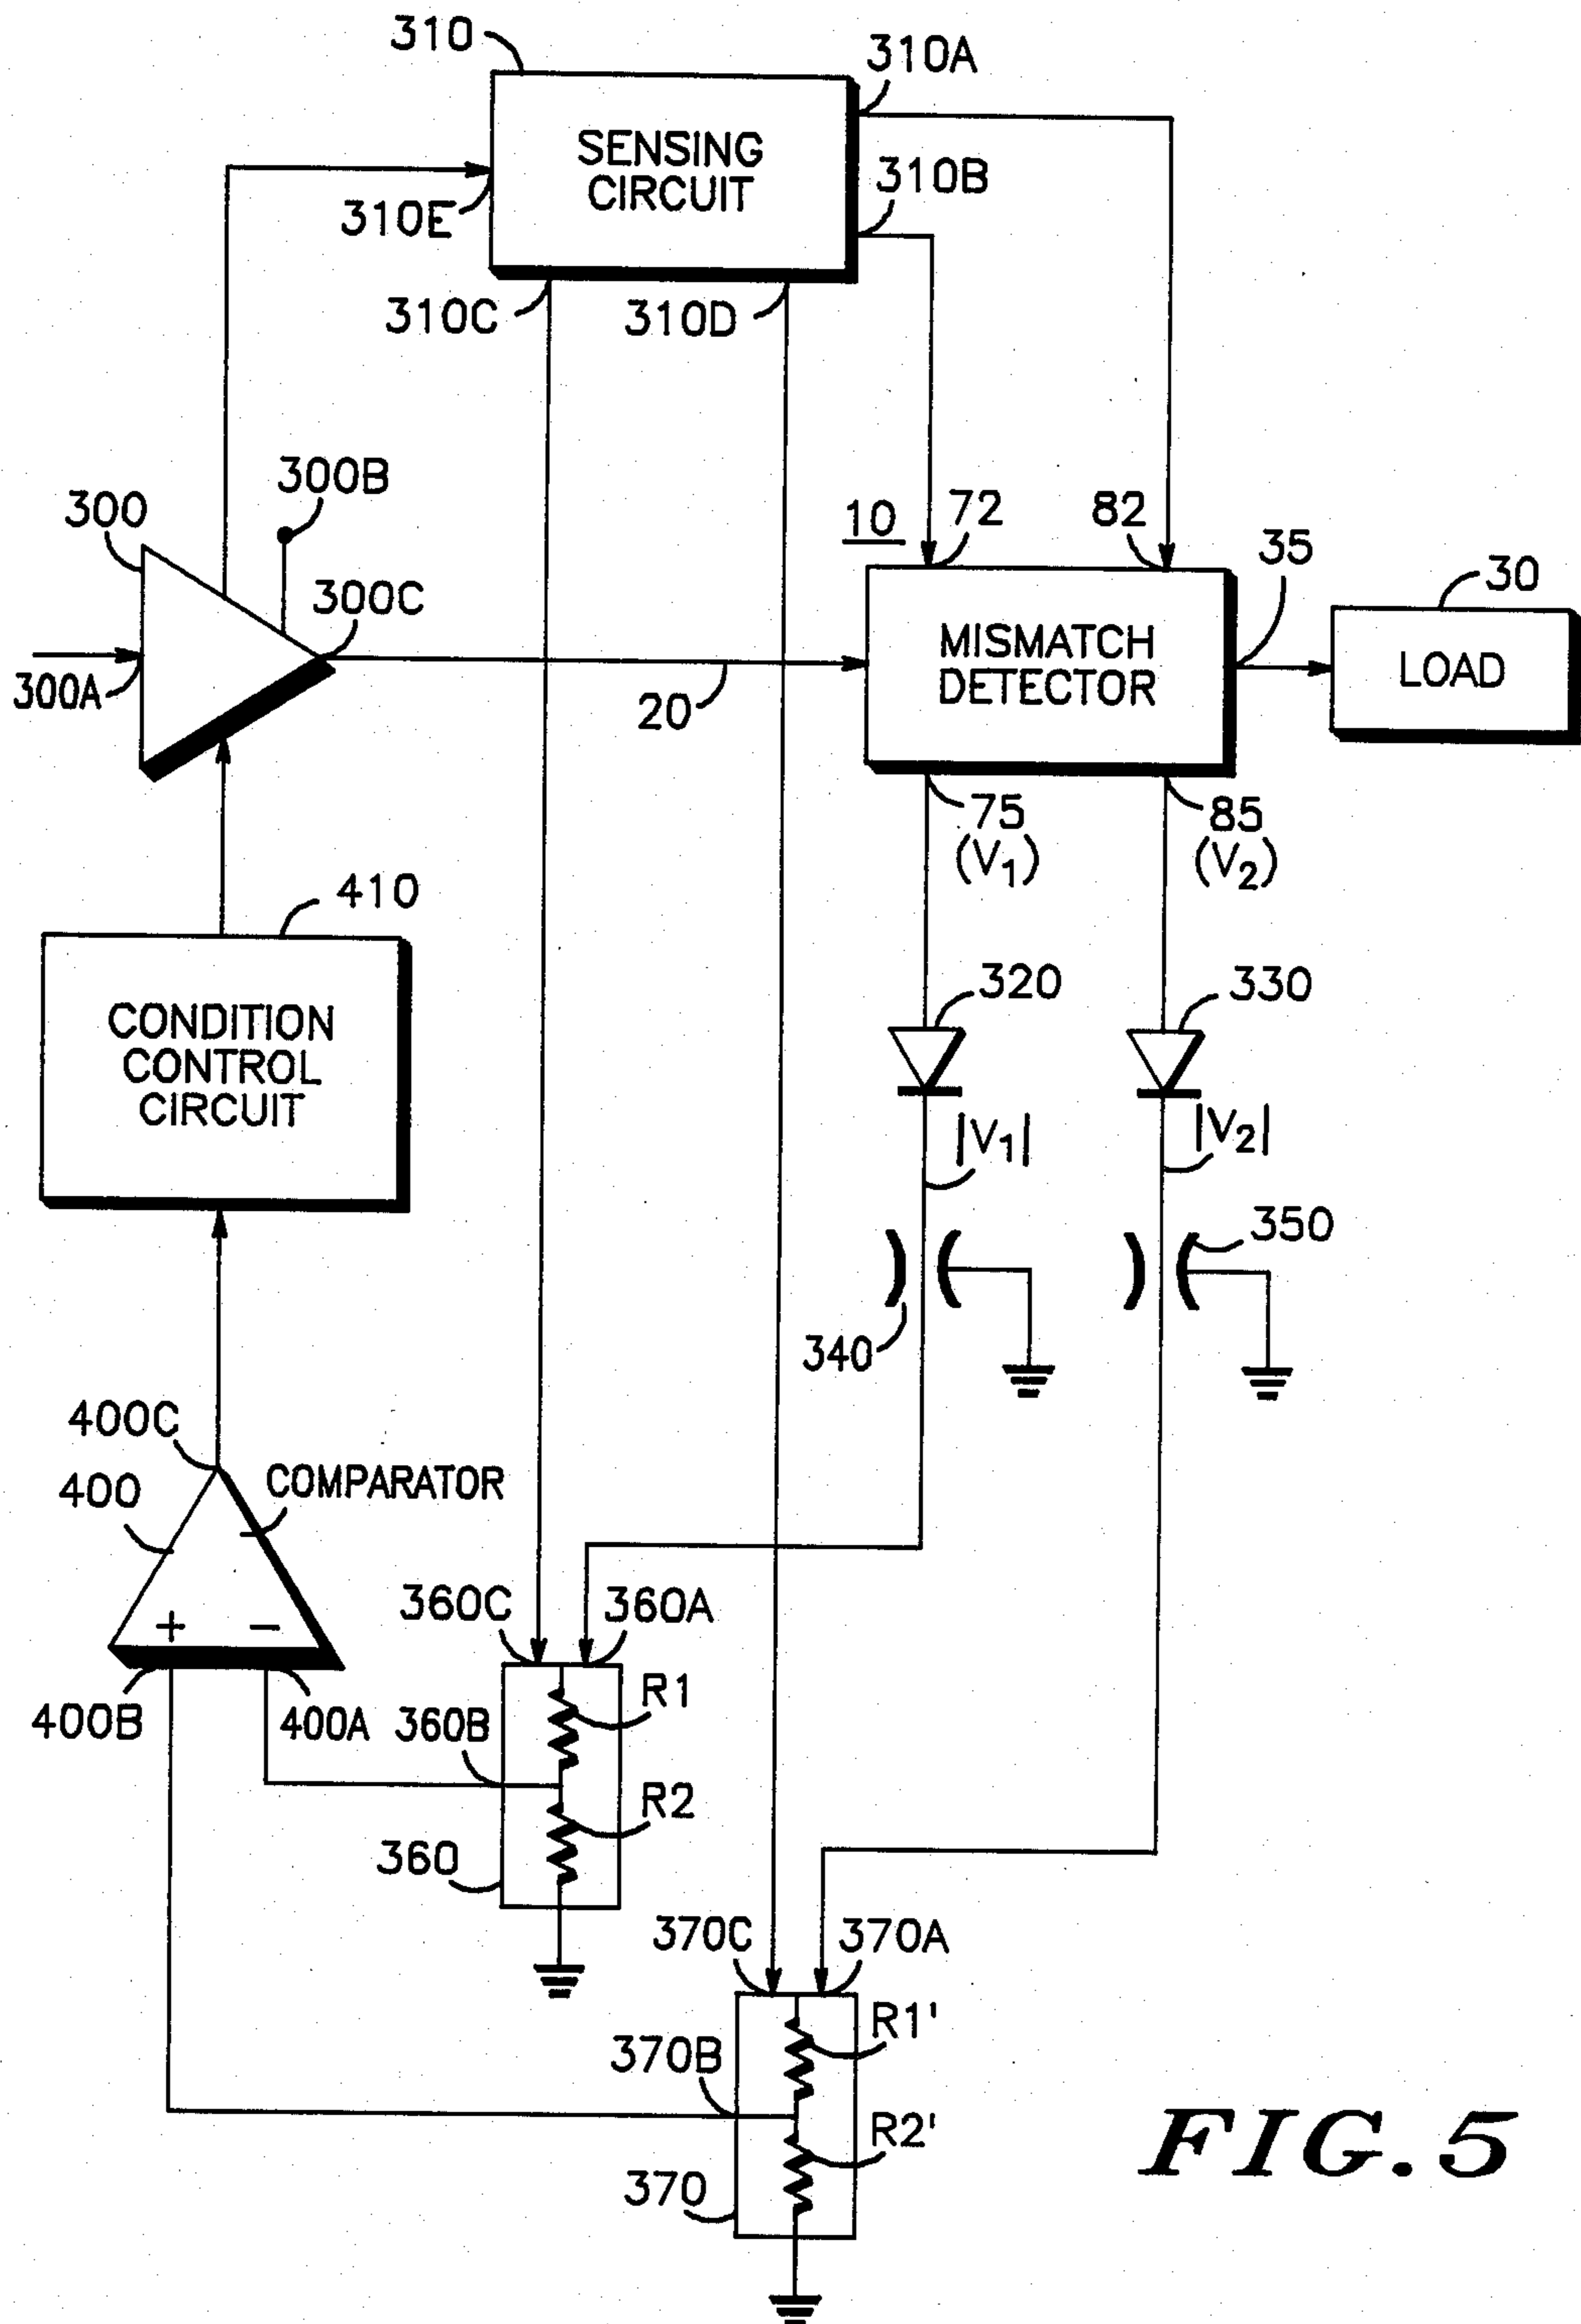 310
310A
SENSING
CIRCUIT
310B
310E
310C
310D
300B
300
10
72
82
35
30
300C
MISMATCH
DETECTOR
LOAD
300A
20
75
(V1)
85
(V2)
410
CONDITION
CONTROL
CIRCUIT
320
330
|V1|
|V2|
350
340
400C
400
COMPARATOR
360C
360A
+
−
R1
400B
400A
360B
R2
360
370C
370A
R1'
370B
R2'
370
FIG.5